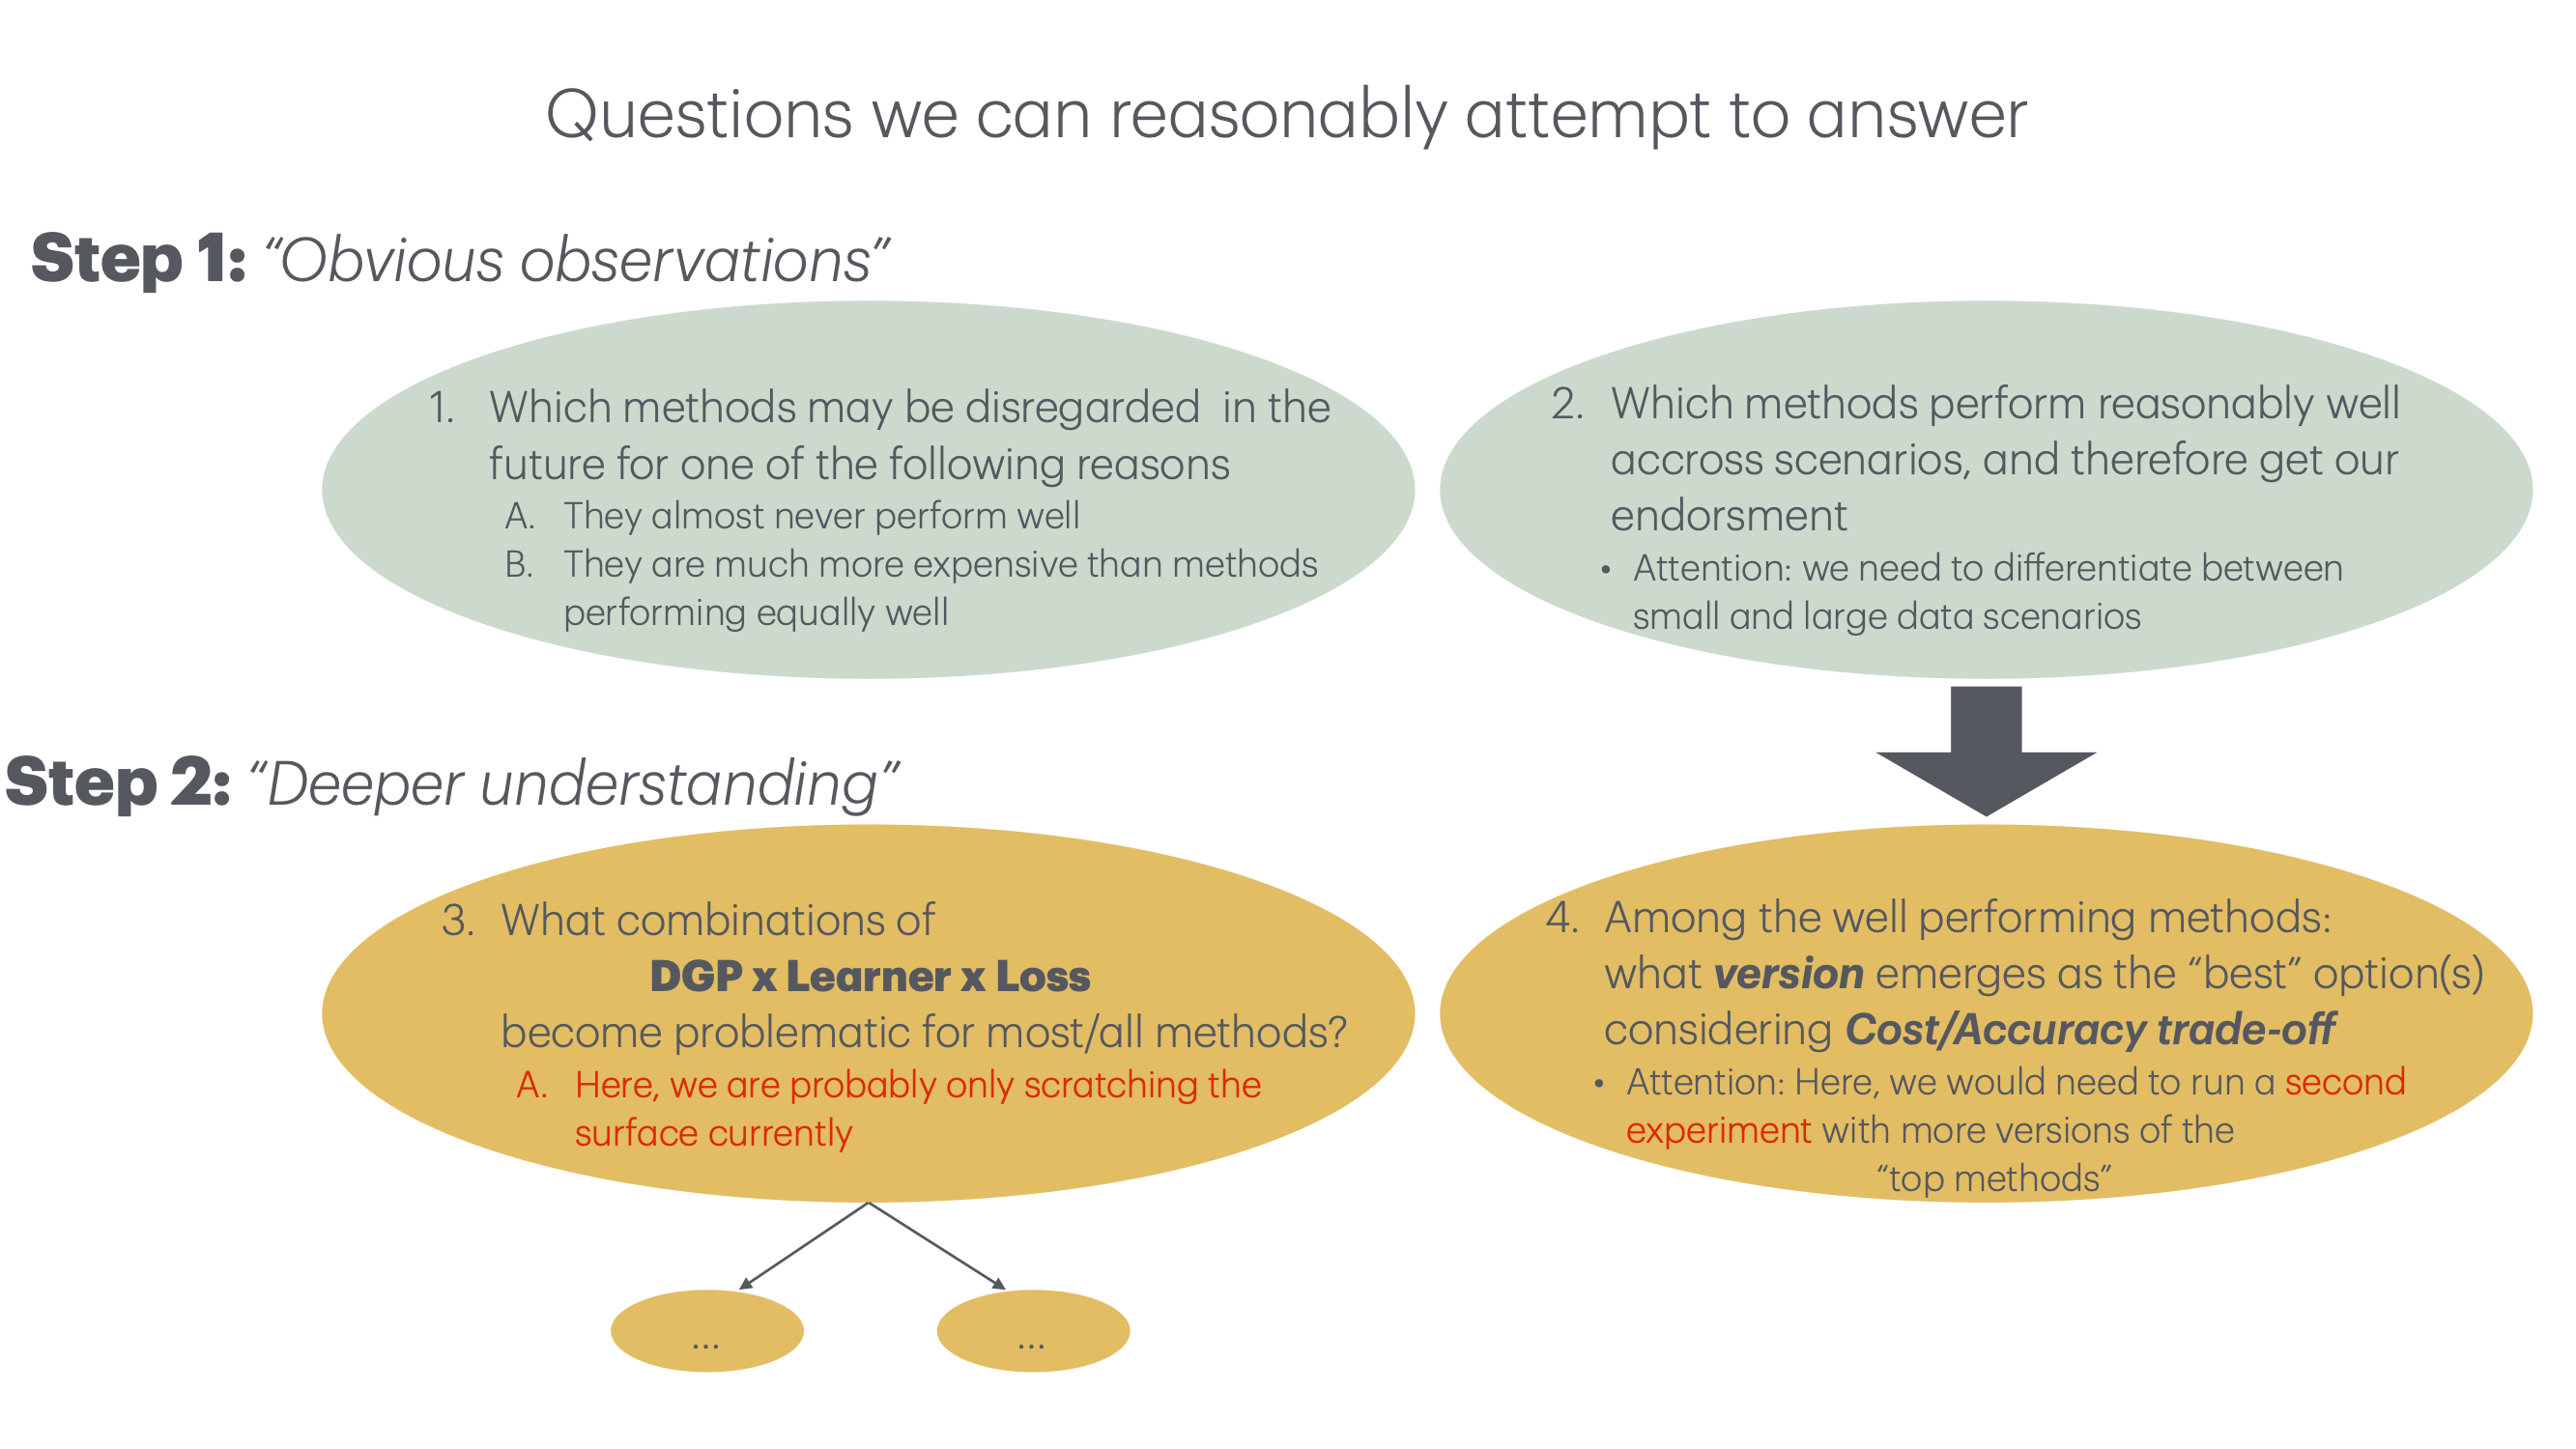 Questions we can reasonably attempt to answer
Step 1: “Obvious observations”
1. Which methods may be disregarded in the
future for one of the following reasons
A. They almost never perform well
B. They are much more expensive than methods
performing equally well
2. Which methods perform reasonably well
accross scenarios, and therefore get our
endorsment
• Attention: we need to differentiate between
small and large data scenarios
Step 2: “Deeper understanding”
3. What combinations of
DGP x Learner x Loss
become problematic for most/all methods?
A. Here, we are probably only scratching the
surface currently
4. Among the well performing methods:
what version emerges as the “best” option(s)
considering Cost/Accuracy trade-off
• Attention: Here, we would need to run a second
experiment with more versions of the
“top methods”
...
...